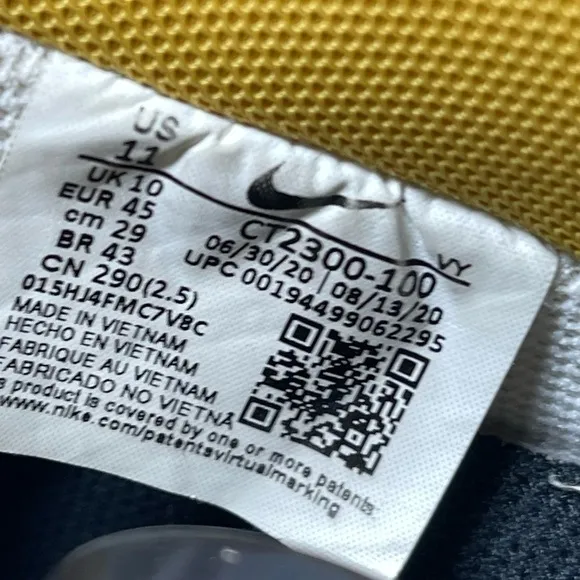 US
11
UK 10
EUR 45
cm 29
BR 43
CN 290(2.5)
015HJ4FMC7V8C
MADE IN VIETNAM
HECHO EN VIETNAM
FABRIQUE AU VIETNAM
FABRICADO NO VIETNÃ
s product is covered by one or more patents.
www.nike.com/patentsvirtualmarking
CT2300-100
VY
06/30/20 | 08/13/20
UPC 00194499062295